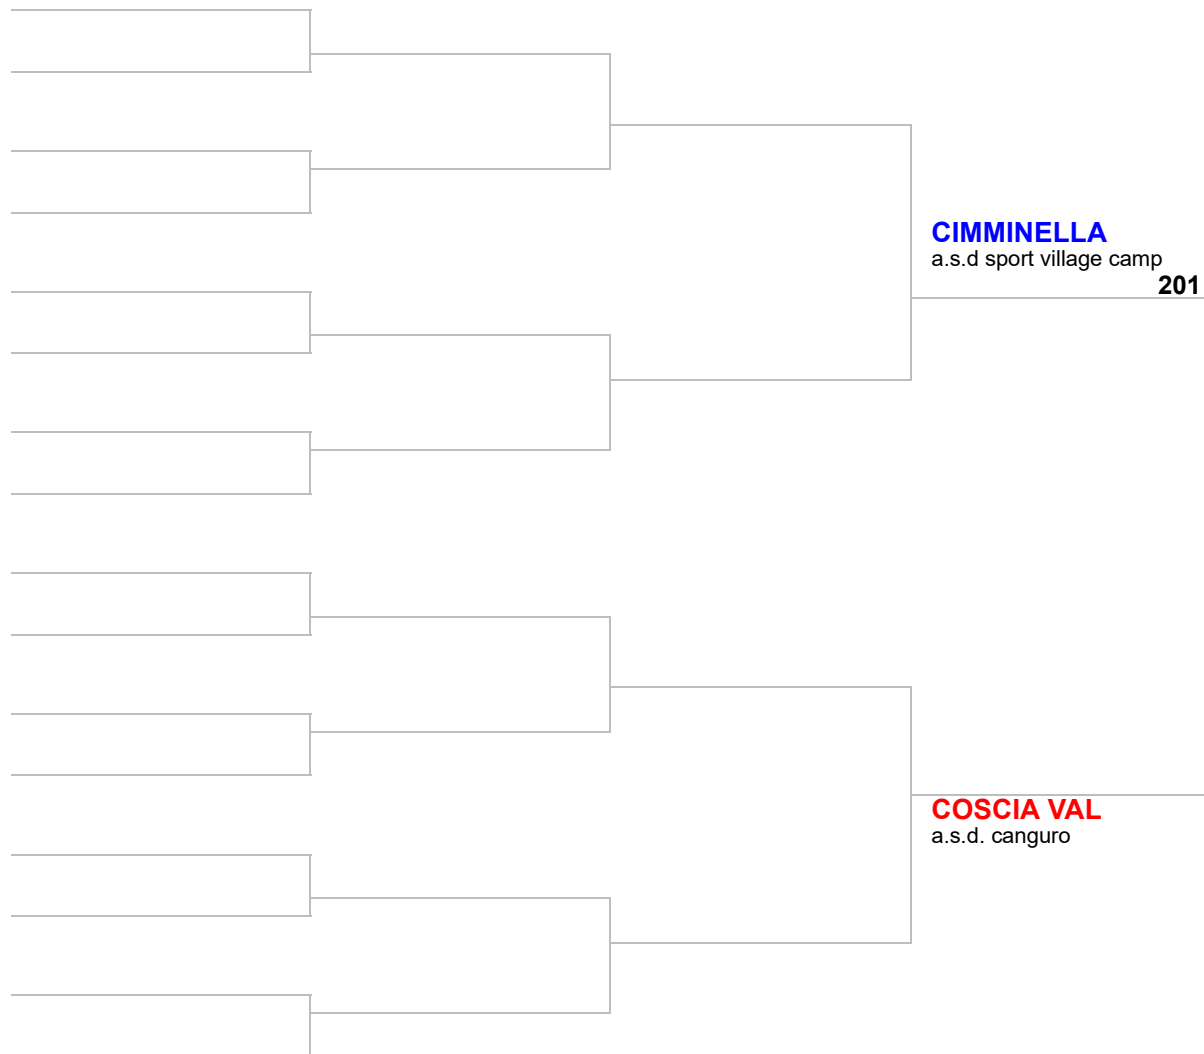 CIMMINELLA
a.s.d sport village camp
201
COSCIA VAL
a.s.d. canguro